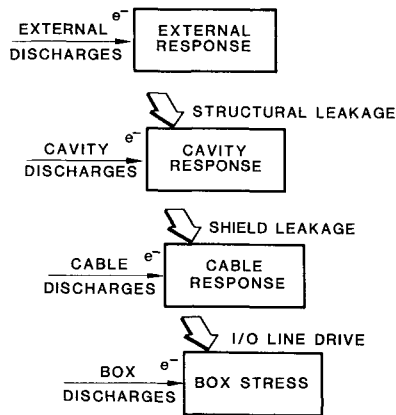 EXTERNAL e⁻
DISCHARGES
EXTERNAL
RESPONSE
STRUCTURAL LEAKAGE
CAVITY e⁻
DISCHARGES
CAVITY
RESPONSE
SHIELD LEAKAGE
CABLE e⁻
DISCHARGES
CABLE
RESPONSE
I/O LINE DRIVE
BOX e⁻
DISCHARGES
BOX STRESS